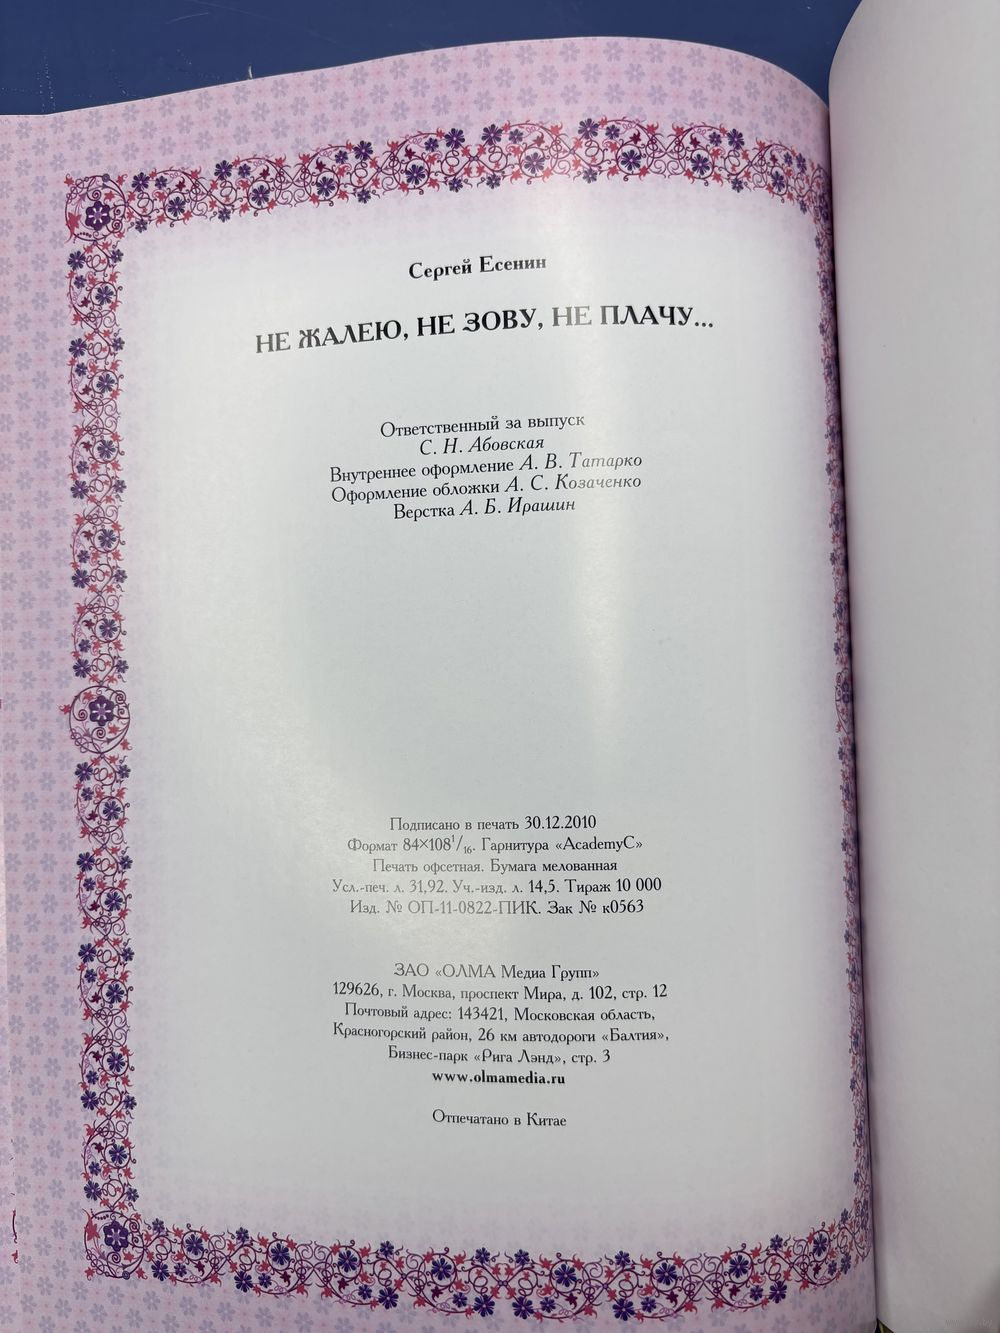 Сергей Есенин
НЕ ЖАЛЕЮ, НЕ ЗОВУ, НЕ ПЛАЧУ...
Ответственный за выпуск
С. Н. Абовская
Внутреннее оформление А. В. Татарко
Оформление обложки А. С. Козаченко
Верстка А. Б. Ирашин
Подписано в печать 30.12.2010
Формат 84×108 1/16. Гарнитура «AcademyC»
Печать офсетная. Бумага мелованная
Усл.-печ. л. 31,92. Уч.-изд. л. 14,5. Тираж 10 000
Изд. № ОП-11-0822-ПИК. Зак № к0563
ЗАО «ОЛМА Медиа Групп»
129626, г. Москва, проспект Мира, д. 102, стр. 12
Почтовый адрес: 143421, Московская область,
Красногорский район, 26 км автодороги «Балтия»,
Бизнес-парк «Рига Лэнд», стр. 3
www.olmamedia.ru
Отпечатано в Китае